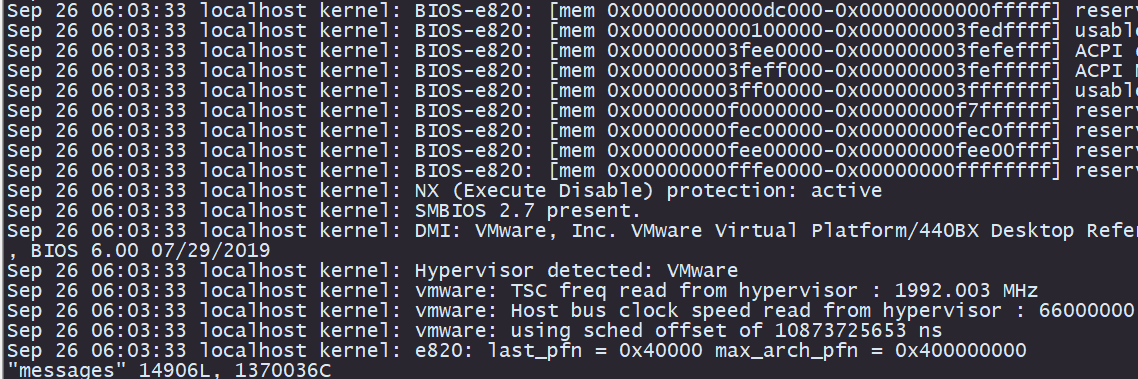 Sep 26 06:03:33 localhost kernel: BIOS-e820: [mem 0x00000000000dc000-0x00000000000fffff] reser
Sep 26 06:03:33 localhost kernel: BIOS-e820: [mem 0x0000000000100000-0x000000003fedffff] usabl
Sep 26 06:03:33 localhost kernel: BIOS-e820: [mem 0x000000003fee0000-0x000000003fefefff] ACPI
Sep 26 06:03:33 localhost kernel: BIOS-e820: [mem 0x000000003feff000-0x000000003fefffff] ACPI
Sep 26 06:03:33 localhost kernel: BIOS-e820: [mem 0x000000003ff00000-0x000000003fffffff] usabl
Sep 26 06:03:33 localhost kernel: BIOS-e820: [mem 0x00000000f0000000-0x00000000f7ffffff] reser
Sep 26 06:03:33 localhost kernel: BIOS-e820: [mem 0x00000000fec00000-0x00000000fec0ffff] reser
Sep 26 06:03:33 localhost kernel: BIOS-e820: [mem 0x00000000fee00000-0x00000000fee00fff] reser
Sep 26 06:03:33 localhost kernel: BIOS-e820: [mem 0x00000000fffe0000-0x00000000ffffffff] reser
Sep 26 06:03:33 localhost kernel: NX (Execute Disable) protection: active
Sep 26 06:03:33 localhost kernel: SMBIOS 2.7 present.
Sep 26 06:03:33 localhost kernel: DMI: VMware, Inc. VMware Virtual Platform/440BX Desktop Refer
, BIOS 6.00 07/29/2019
Sep 26 06:03:33 localhost kernel: Hypervisor detected: VMware
Sep 26 06:03:33 localhost kernel: vmware: TSC freq read from hypervisor : 1992.003 MHz
Sep 26 06:03:33 localhost kernel: vmware: Host bus clock speed read from hypervisor : 66000000
Sep 26 06:03:33 localhost kernel: vmware: using sched offset of 10873725653 ns
Sep 26 06:03:33 localhost kernel: e820: last_pfn = 0x40000 max_arch_pfn = 0x400000000
"messages" 14906L, 1370036C